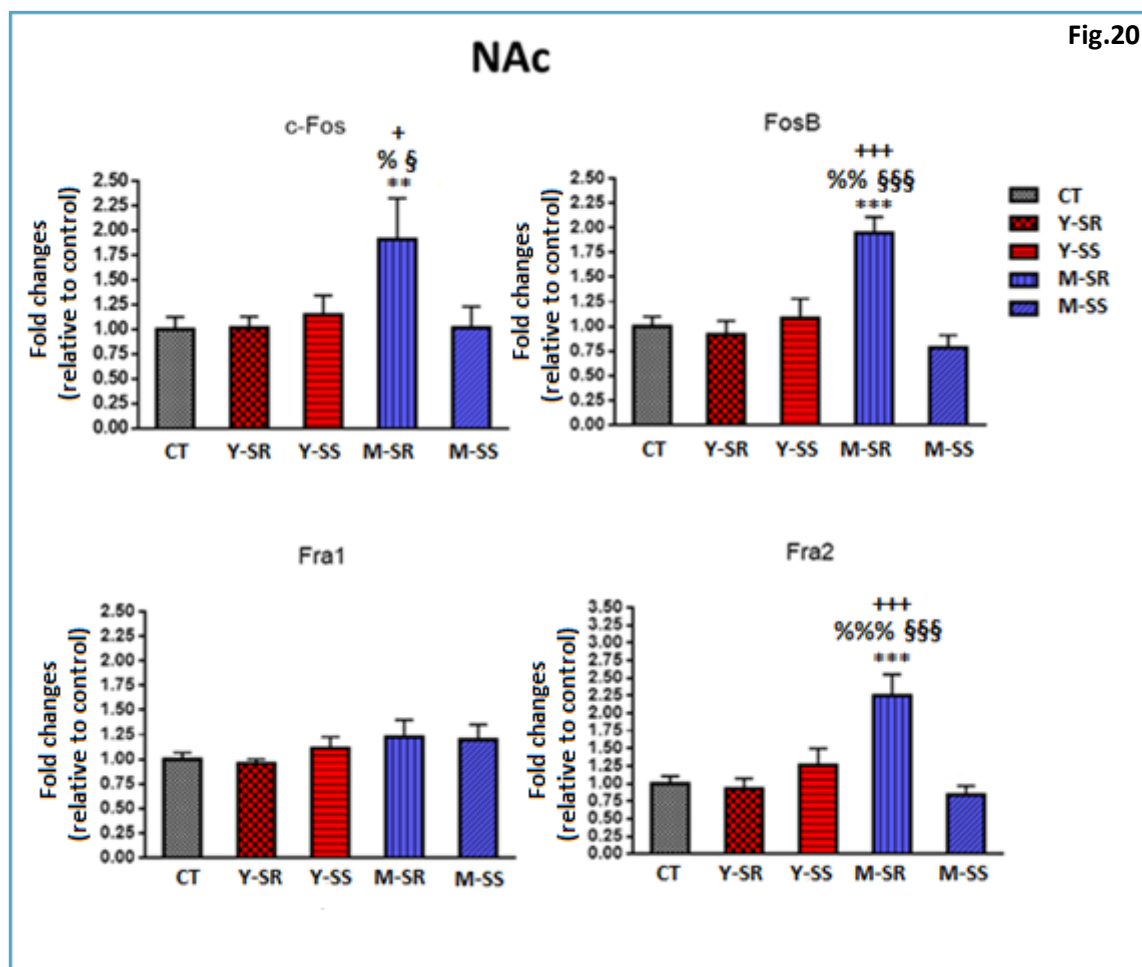 Fig.20
NAc
c-Fos
+
% §
**
Fold changes
(relative to control)
2.50
2.25
2.00
1.75
1.50
1.25
1.00
0.75
0.50
0.25
0.00
CT Y-SR Y-SS M-SR M-SS
FosB
+++
%% §§§
***
Fold changes
(relative to control)
2.50
2.25
2.00
1.75
1.50
1.25
1.00
0.75
0.50
0.25
0.00
CT Y-SR Y-SS M-SR M-SS
CT
Y-SR
Y-SS
M-SR
M-SS
Fra1
Fold changes
(relative to control)
2.50
2.25
2.00
1.75
1.50
1.25
1.00
0.75
0.50
0.25
0.00
CT Y-SR Y-SS M-SR M-SS
Fra2
+++
%%% §§§
***
Fold changes
(relative to control)
3.50
3.25
3.00
2.75
2.50
2.25
2.00
1.75
1.50
1.25
1.00
0.75
0.50
0.25
0.00
CT Y-SR Y-SS M-SR M-SS